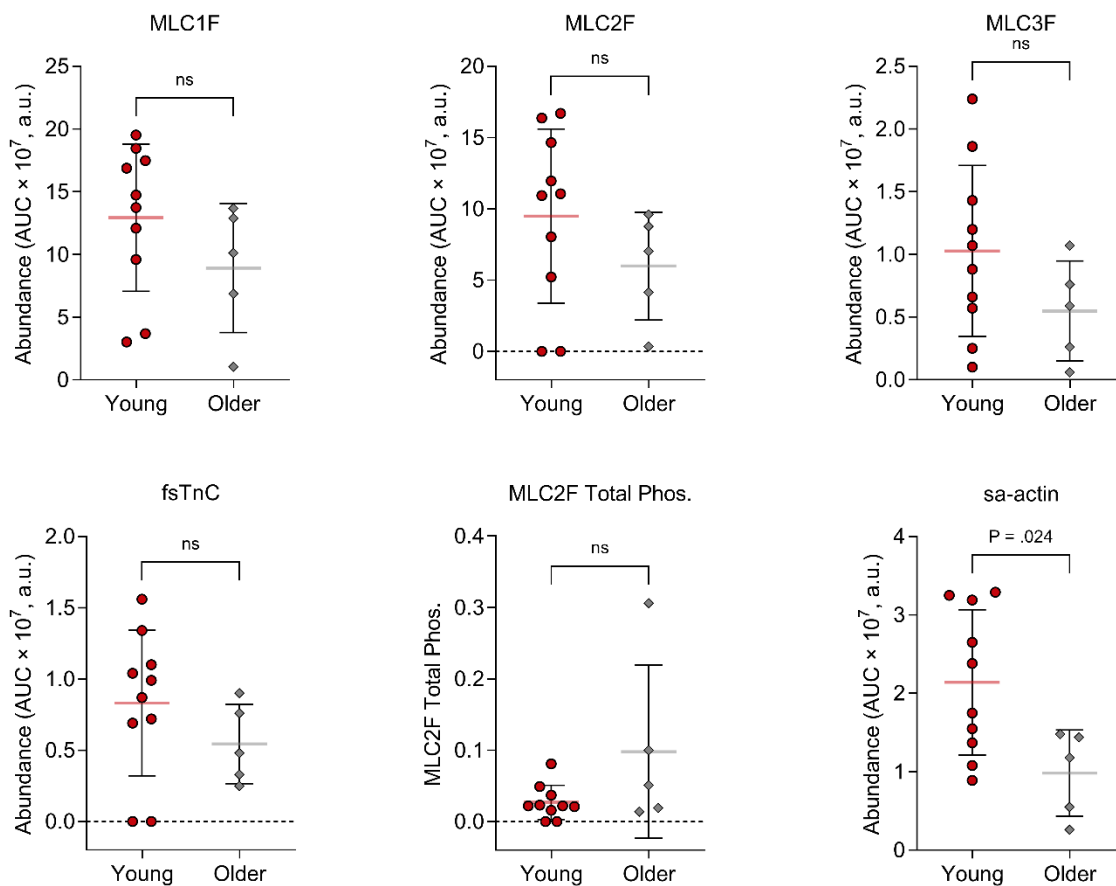 MLC1F
Abundance (AUC × 10⁷, a.u.)
25
20
15
10
5
0
ns
Young
Older
MLC2F
Abundance (AUC × 10⁷, a.u.)
20
15
10
5
0
ns
Young
Older
MLC3F
Abundance (AUC × 10⁷, a.u.)
2.5
2.0
1.5
1.0
0.5
0.0
ns
Young
Older
fsTnC
Abundance (AUC × 10⁷, a.u.)
2.0
1.5
1.0
0.5
0.0
ns
Young
Older
MLC2F Total Phos.
MLC2F Total Phos.
0.4
0.3
0.2
0.1
0.0
ns
Young
Older
sa-actin
Abundance (AUC × 10⁷, a.u.)
4
3
2
1
0
P = .024
Young
Older